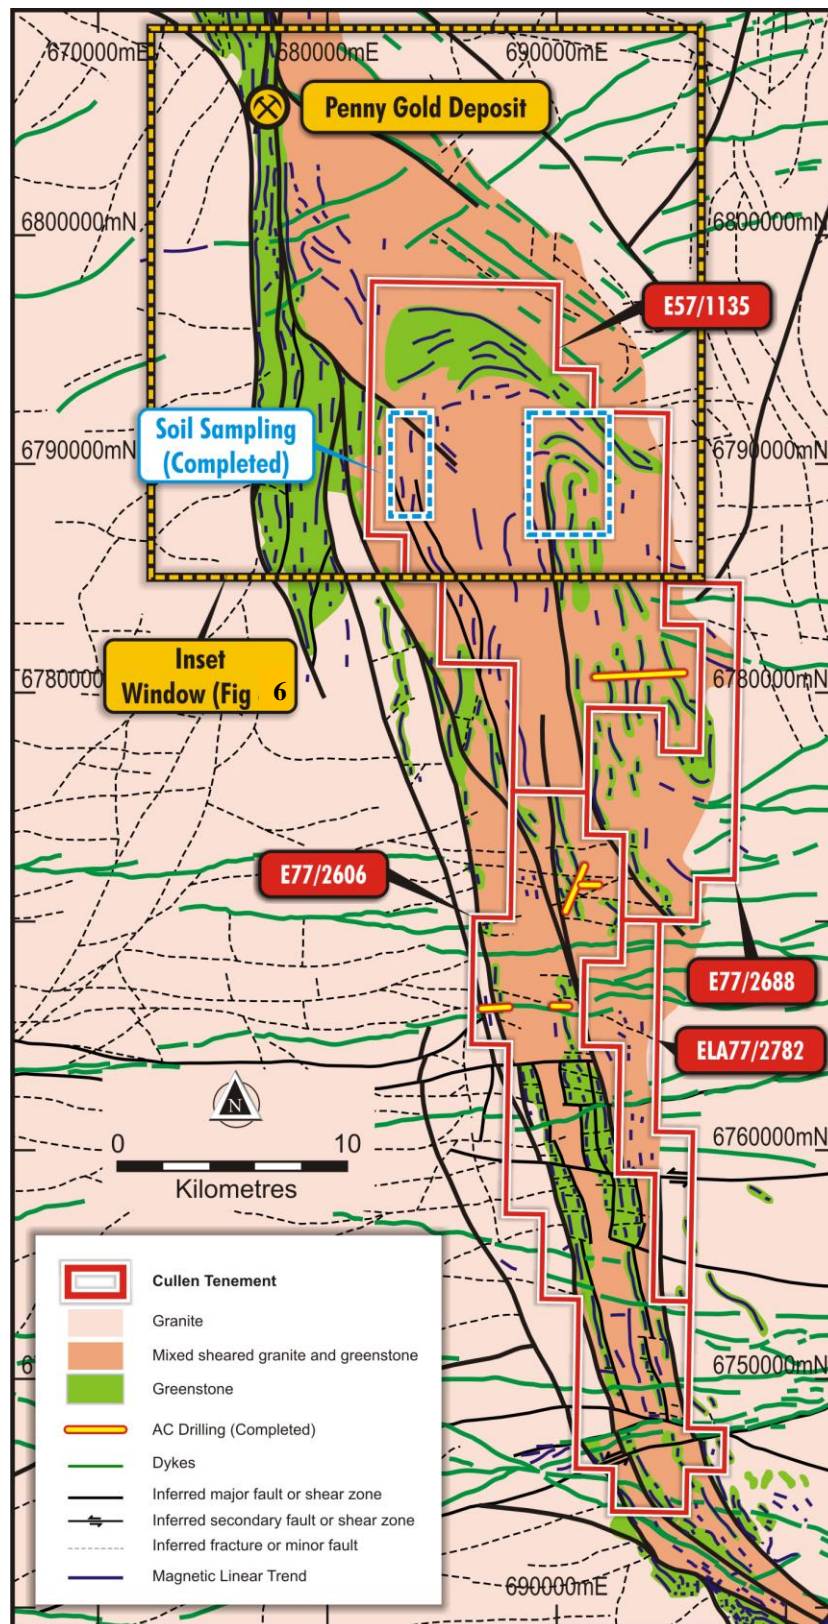 670000mE
680000mE
690000mE
Penny Gold Deposit
6800000mN
6800000mN
E57/1135
Soil Sampling
(Completed)
6790000mN
6790000mN
Inset
Window (Fig 6
6780000mN
6780000mN
E77/2606
E77/2688
ELA77/2782
N
0 10
Kilometres
6760000mN
6750000mN
Cullen Tenement
Granite
Mixed sheared granite and greenstone
Greenstone
AC Drilling (Completed)
Dykes
Inferred major fault or shear zone
Inferred secondary fault or shear zone
Inferred fracture or minor fault
Magnetic Linear Trend
690000mE